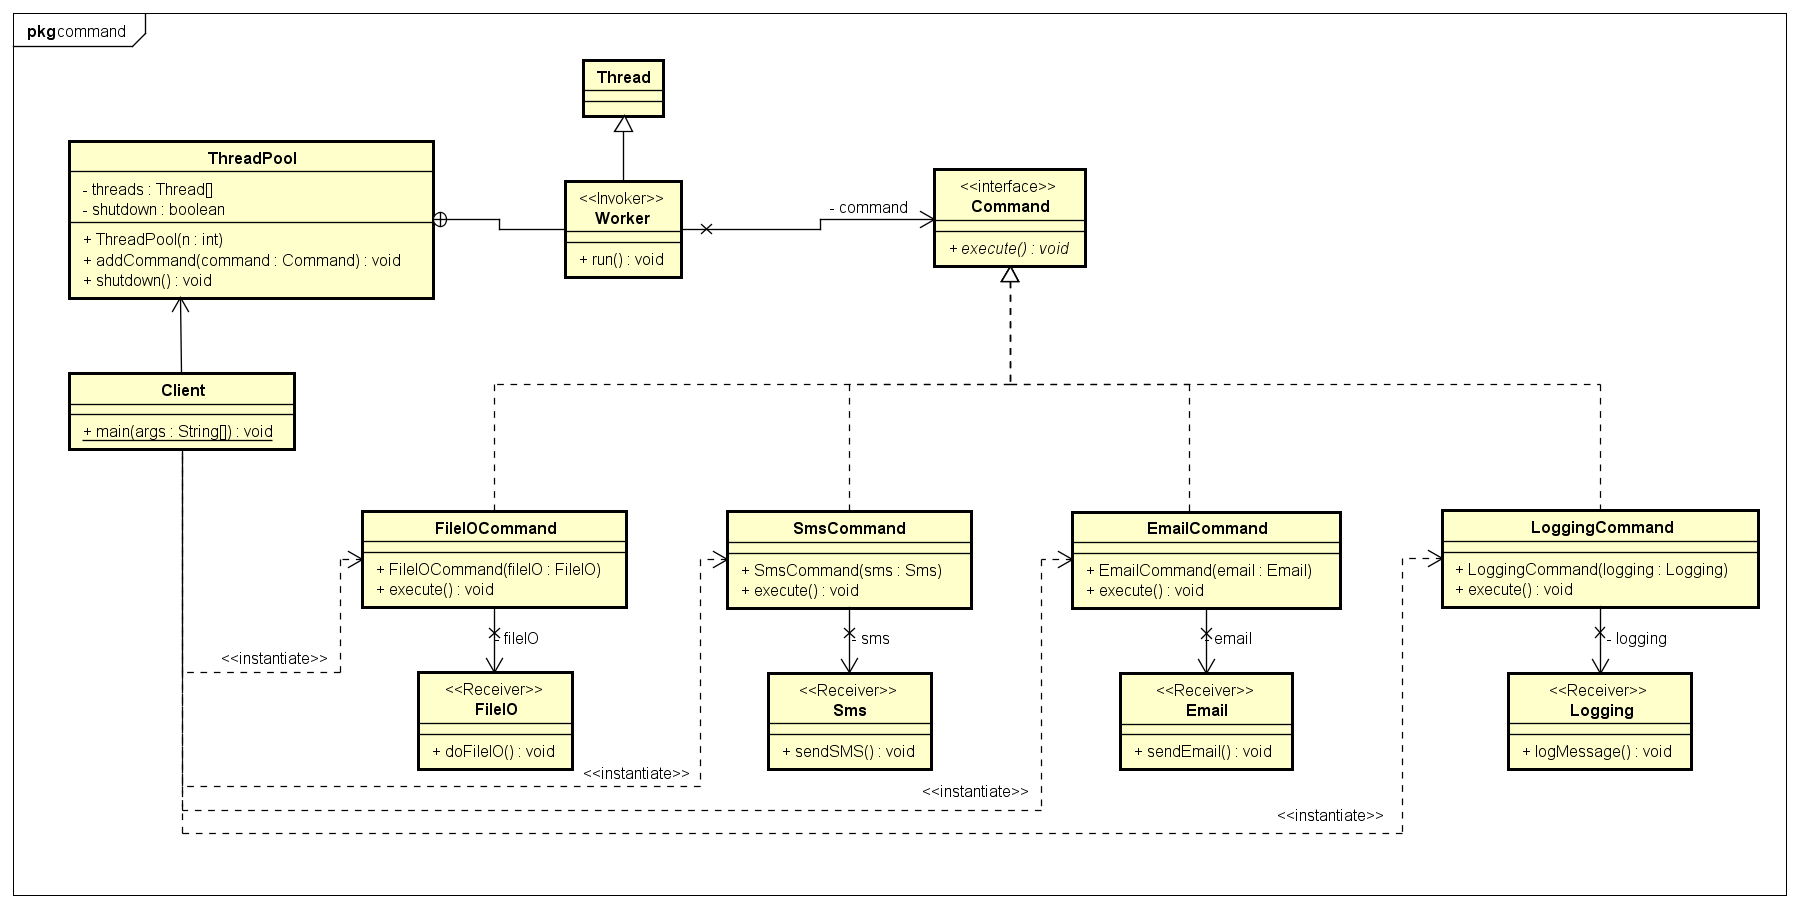 pkg command
Thread
ThreadPool
- threads : Thread[]
- shutdown : boolean
+ ThreadPool(n : int)
+ addCommand(command : Command) : void
+ shutdown() : void
<<Invoker>>
Worker
+ run() : void
- command
<<interface>>
Command
+ execute() : void
Client
+ main(args : String[]) : void
FileIOCommand
+ FileIOCommand(fileIO : FileIO)
+ execute() : void
SmsCommand
+ SmsCommand(sms : Sms)
+ execute() : void
EmailCommand
+ EmailCommand(email : Email)
+ execute() : void
LoggingCommand
+ LoggingCommand(logging : Logging)
+ execute() : void
- fileIO
- sms
- email
- logging
<<instantiate>>
<<Receiver>>
FileIO
+ doFileIO() : void
<<Receiver>>
Sms
+ sendSMS() : void
<<Receiver>>
Email
+ sendEmail() : void
<<Receiver>>
Logging
+ logMessage() : void
<<instantiate>>
<<instantiate>>
<<instantiate>>